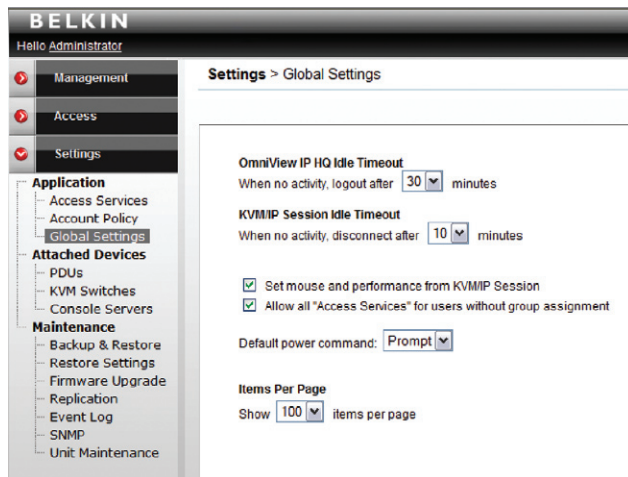 BELKIN
Hello Administrator
Management
Access
Settings
Application
Access Services
Account Policy
Global Settings
Attached Devices
PDUs
KVM Switches
Console Servers
Maintenance
Backup & Restore
Restore Settings
Firmware Upgrade
Replication
Event Log
SNMP
Unit Maintenance
Settings > Global Settings
OmniView IP HQ Idle Timeout
When no activity, logout after 30 minutes
KVM/IP Session Idle Timeout
When no activity, disconnect after 10 minutes
Set mouse and performance from KVM/IP Session
Allow all "Access Services" for users without group assignment
Default power command: Prompt
Items Per Page
Show 100 items per page